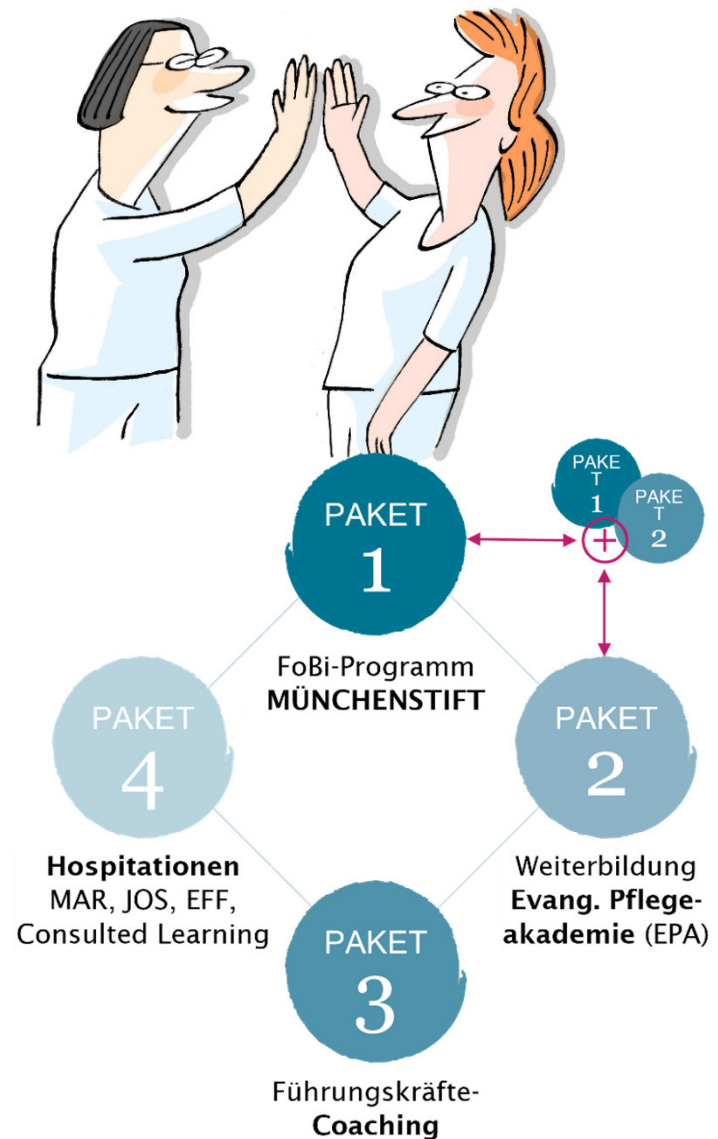 PAKET
1
PAKE
T
1
PAKE
T
2
+
FoBi-Programm
MÜNCHENSTIFT
PAKET
4
PAKET
2
Hospitationen
MAR, JOS, EFF,
Consulted Learning
Weiterbildung
Evang. Pflege-
akademie (EPA)
PAKET
3
Führungskräfte-
Coaching